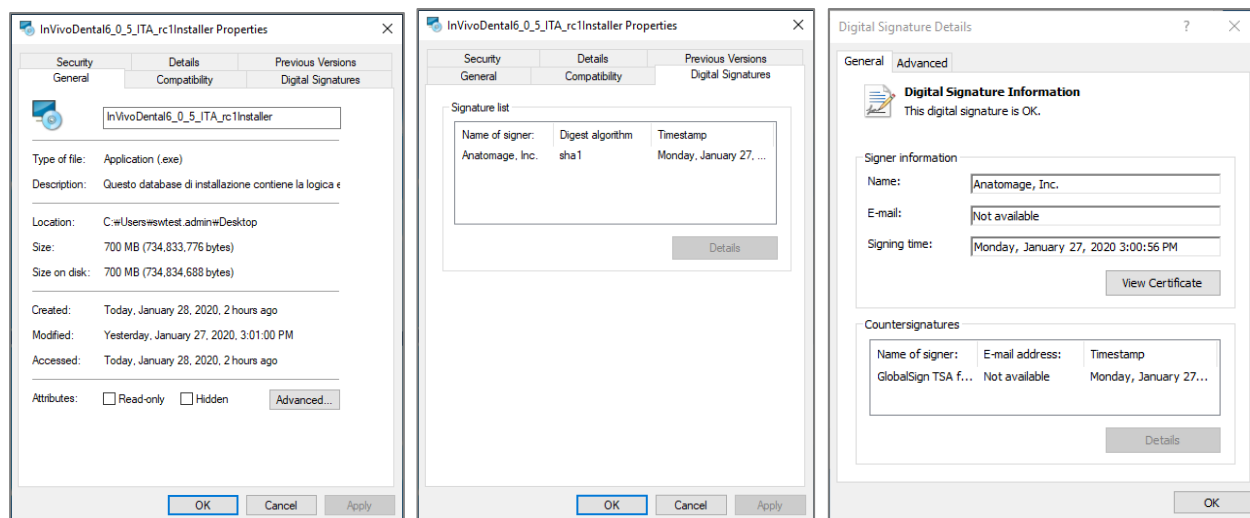 InVivoDental6_0_5_ITA_rc1Installer Properties
Security Details Previous Versions
General Compatibility Digital Signatures
InVivoDental6_0_5_ITA_rc1Installer
Type of file: Application (.exe)
Description: Questo database di installazione contiene la logica e
Location: C:₩Users₩swtest.admin₩Desktop
Size: 700 MB (734,833,776 bytes)
Size on disk: 700 MB (734,834,688 bytes)
Created: Today, January 28, 2020, 2 hours ago
Modified: Yesterday, January 27, 2020, 3:01:00 PM
Accessed: Today, January 28, 2020, 2 hours ago
Attributes: Read-only Hidden Advanced...
OK Cancel Apply
InVivoDental6_0_5_ITA_rc1Installer Properties
Security Details Previous Versions
General Compatibility Digital Signatures
Signature list
Name of signer: Digest algorithm Timestamp
Anatomage, Inc. sha1 Monday, January 27, ...
Details
OK Cancel Apply
Digital Signature Details
General Advanced
Digital Signature Information
This digital signature is OK.
Signer information
Name: Anatomage, Inc.
E-mail: Not available
Signing time: Monday, January 27, 2020 3:00:56 PM
View Certificate
Countersignatures
Name of signer: E-mail address: Timestamp
GlobalSign TSA f... Not available Monday, January 27...
Details
OK